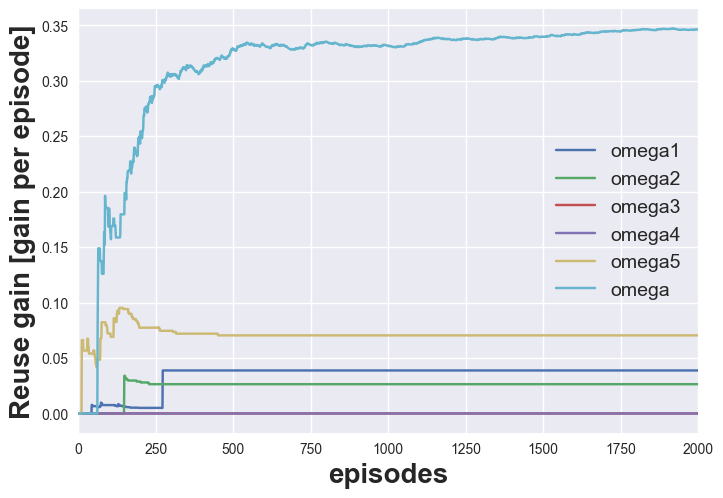 Reuse gain [gain per episode]
0.35
0.30
0.25
0.20
0.15
0.10
0.05
0.00
omega1
omega2
omega3
omega4
omega5
omega
0 250 500 750 1000 1250 1500 1750 2000
episodes